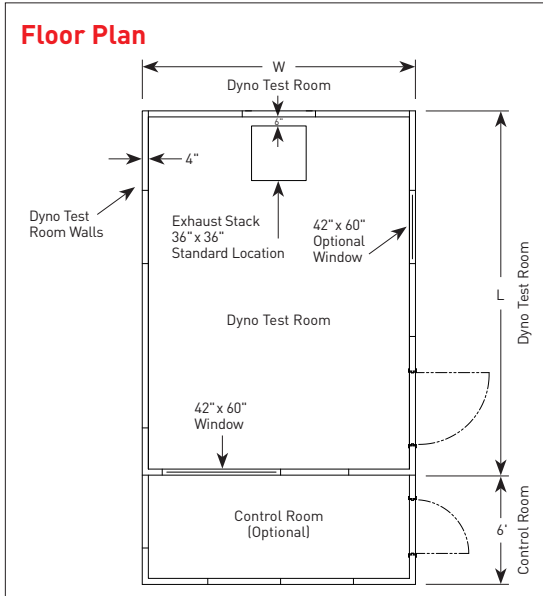 Floor Plan
W
Dyno Test Room
6"
4"
Dyno Test
Room Walls
Exhaust Stack
36" x 36"
Standard Location
42" x 60"
Optional
Window
L
Dyno Test Room
Dyno Test Room
42" x 60"
Window
Control Room
(Optional)
6'
Control Room